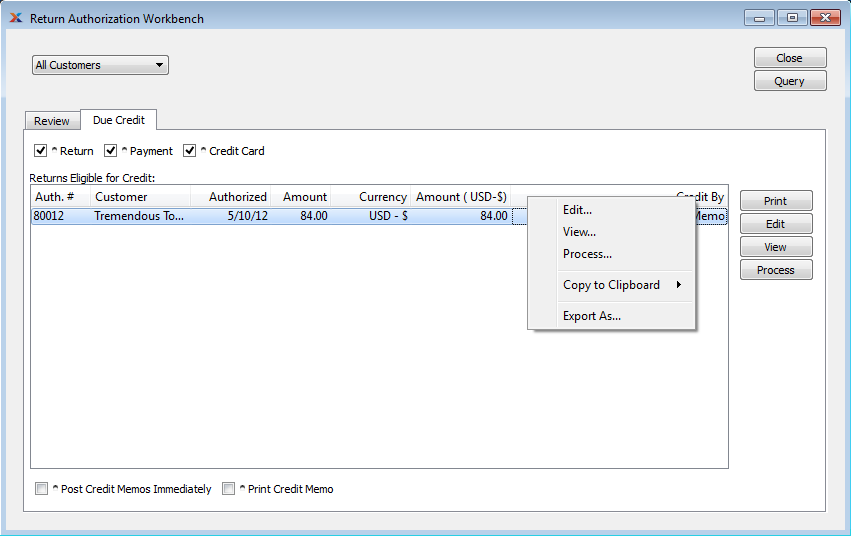 Return Authorization Workbench
All Customers
Close
Query
Review
Due Credit
^ Return
^ Payment
^ Credit Card
Returns Eligible for Credit:
Auth. # Customer Authorized Amount Currency Amount ( USD-$) Credit By
80012 Tremendous To... 5/10/12 84.00 USD - $ 84.00 Memo
Edit...
View...
Process...
Copy to Clipboard
Export As...
Print
Edit
View
Process
^ Post Credit Memos Immediately
^ Print Credit Memo